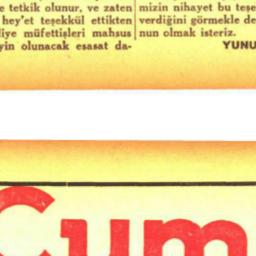 e tetkik olunur, ve zaten
hey'et teşekkül ettikten
liye müfettişleri mahsus
yin olunacak esasat da-
mizin nihayet bu teşe
verdiğini görmekle de
nun olmak isteriz.
YUNU
Cum